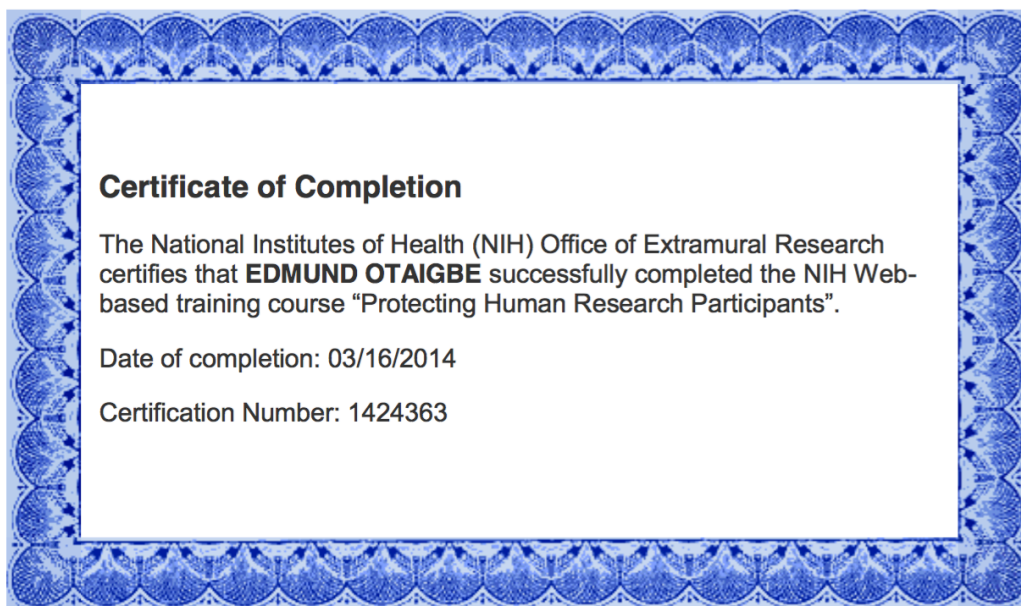 Certificate of Completion
The National Institutes of Health (NIH) Office of Extramural Research
certifies that EDMUND OTAIGBE successfully completed the NIH Web-
based training course “Protecting Human Research Participants”.
Date of completion: 03/16/2014
Certification Number: 1424363